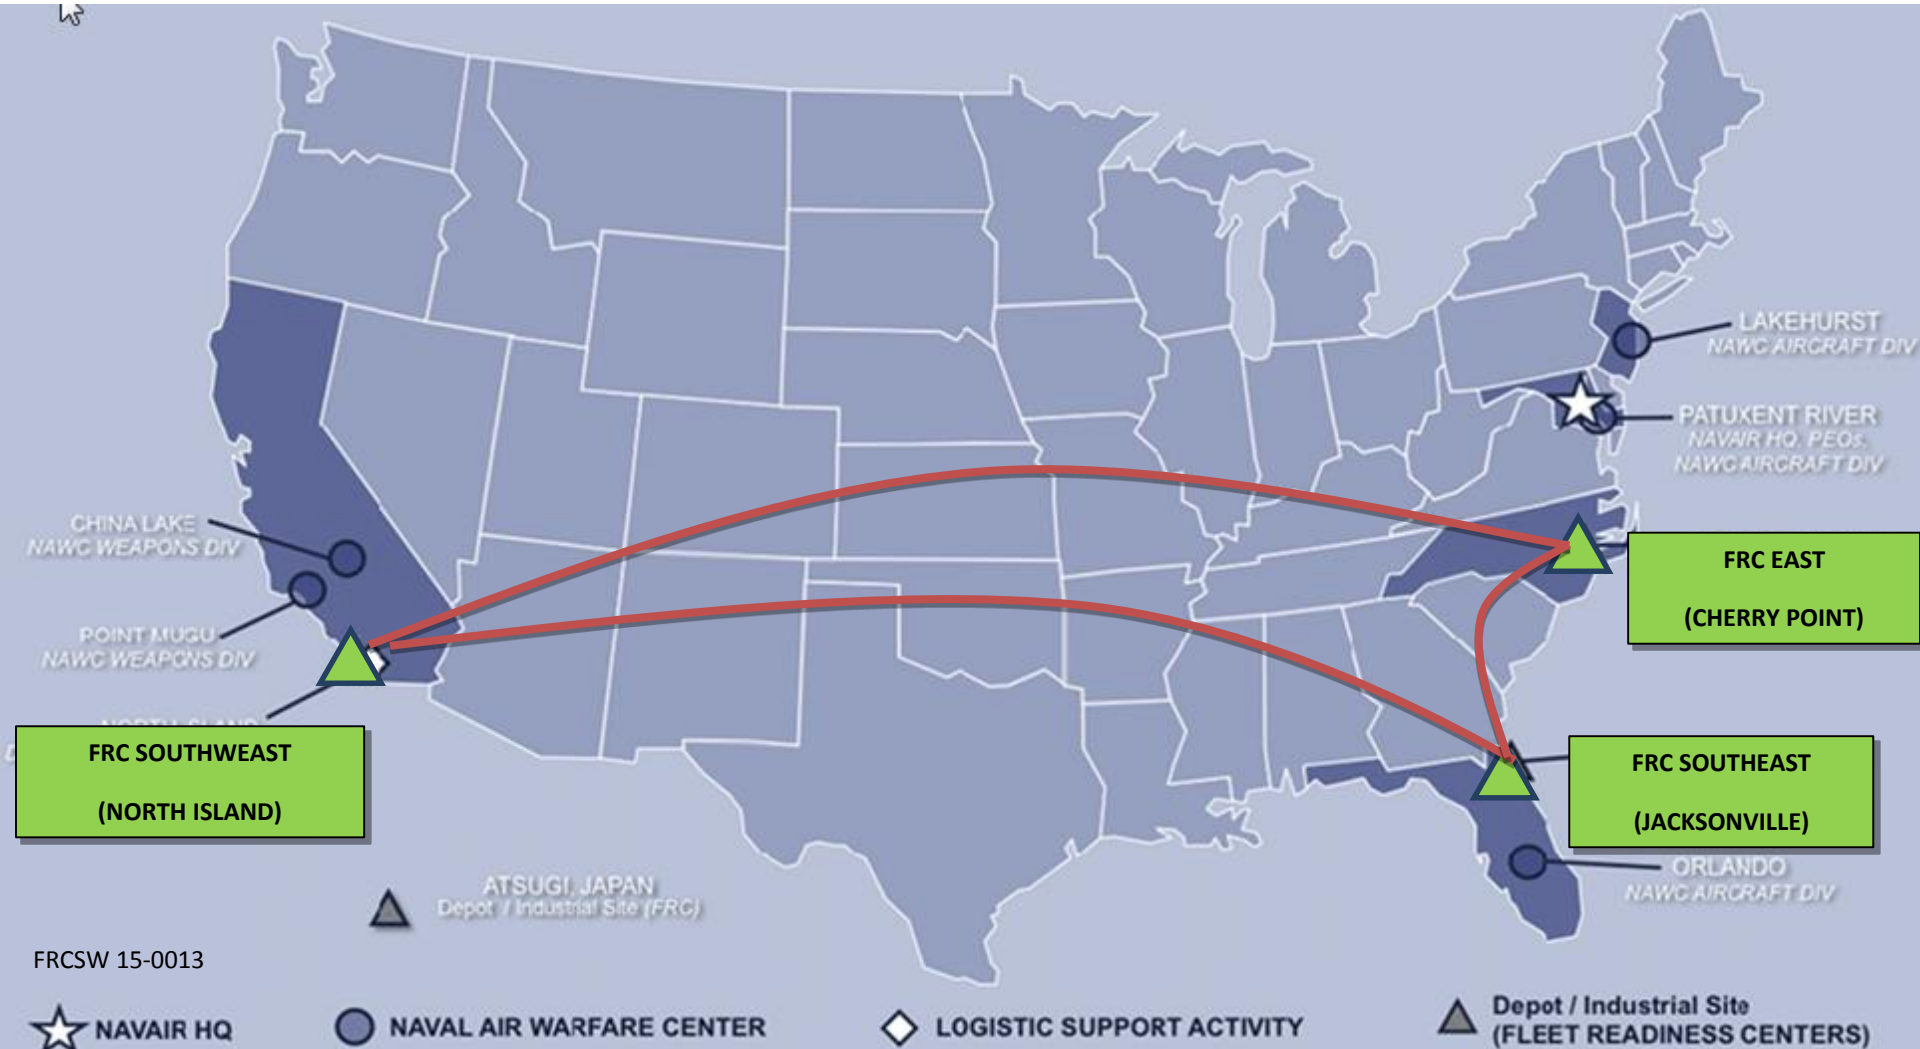 LAKEHURST
NAWC AIRCRAFT DIV
PATUXENT RIVER
NAVAIR HQ, PEOs,
NAWC AIRCRAFT DIV
CHINA LAKE
NAWC WEAPONS DIV
FRC EAST
(CHERRY POINT)
POINT MUGU
NAWC WEAPONS DIV
NORTH ISLAND
FRC SOUTHWEAST
(NORTH ISLAND)
FRC SOUTHEAST
(JACKSONVILLE)
ORLANDO
NAWC AIRCRAFT DIV
ATSUGI, JAPAN
Depot / Industrial Site (FRC)
FRCSW 15-0013
NAVAIR HQ
NAVAL AIR WARFARE CENTER
LOGISTIC SUPPORT ACTIVITY
Depot / Industrial Site
(FLEET READINESS CENTERS)